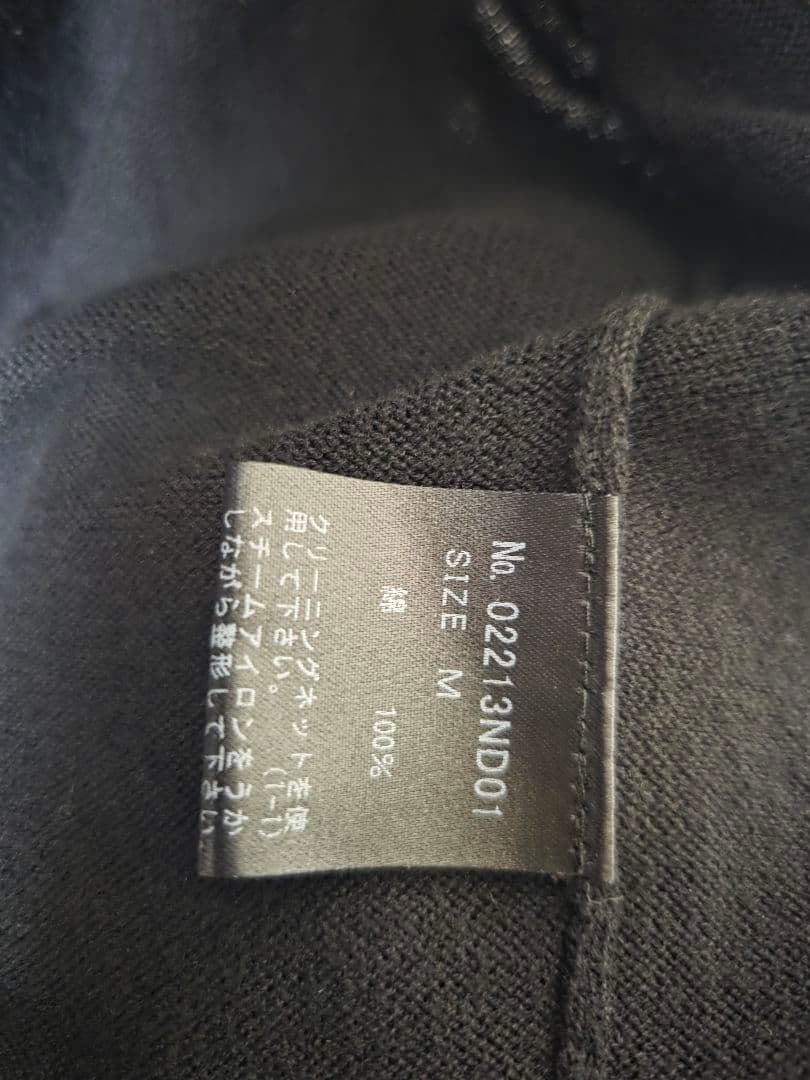 No. 02213ND01
SIZE M
綿 100%
クリーニングネットを使
用して下さい。 (1-1)
スチームアイロンをうか
しながら整形して下さい